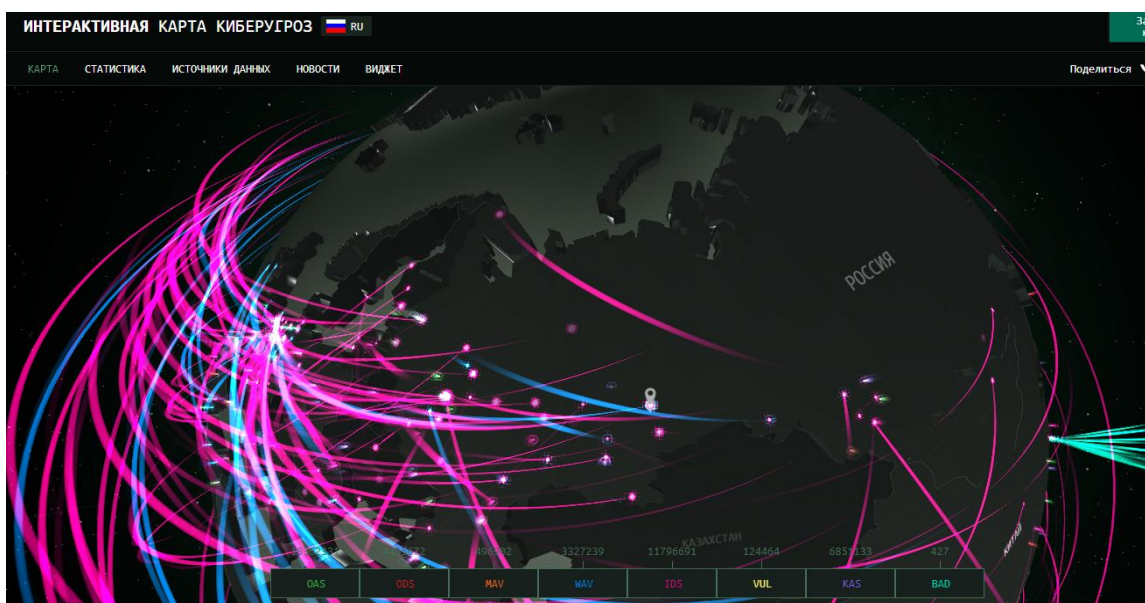 ИНТЕРАКТИВНАЯ КАРТА КИБЕРУГРОЗ RU
КАРТА СТАТИСТИКА ИСТОЧНИКИ ДАННЫХ НОВОСТИ ВИДЖЕТ Поделиться
РОССИЯ
КАЗАХСТАН
КИТАЙ
3327239 11796691 124464 6851133 427
OAS ODS MAV WAV IDS VUL KAS BAD